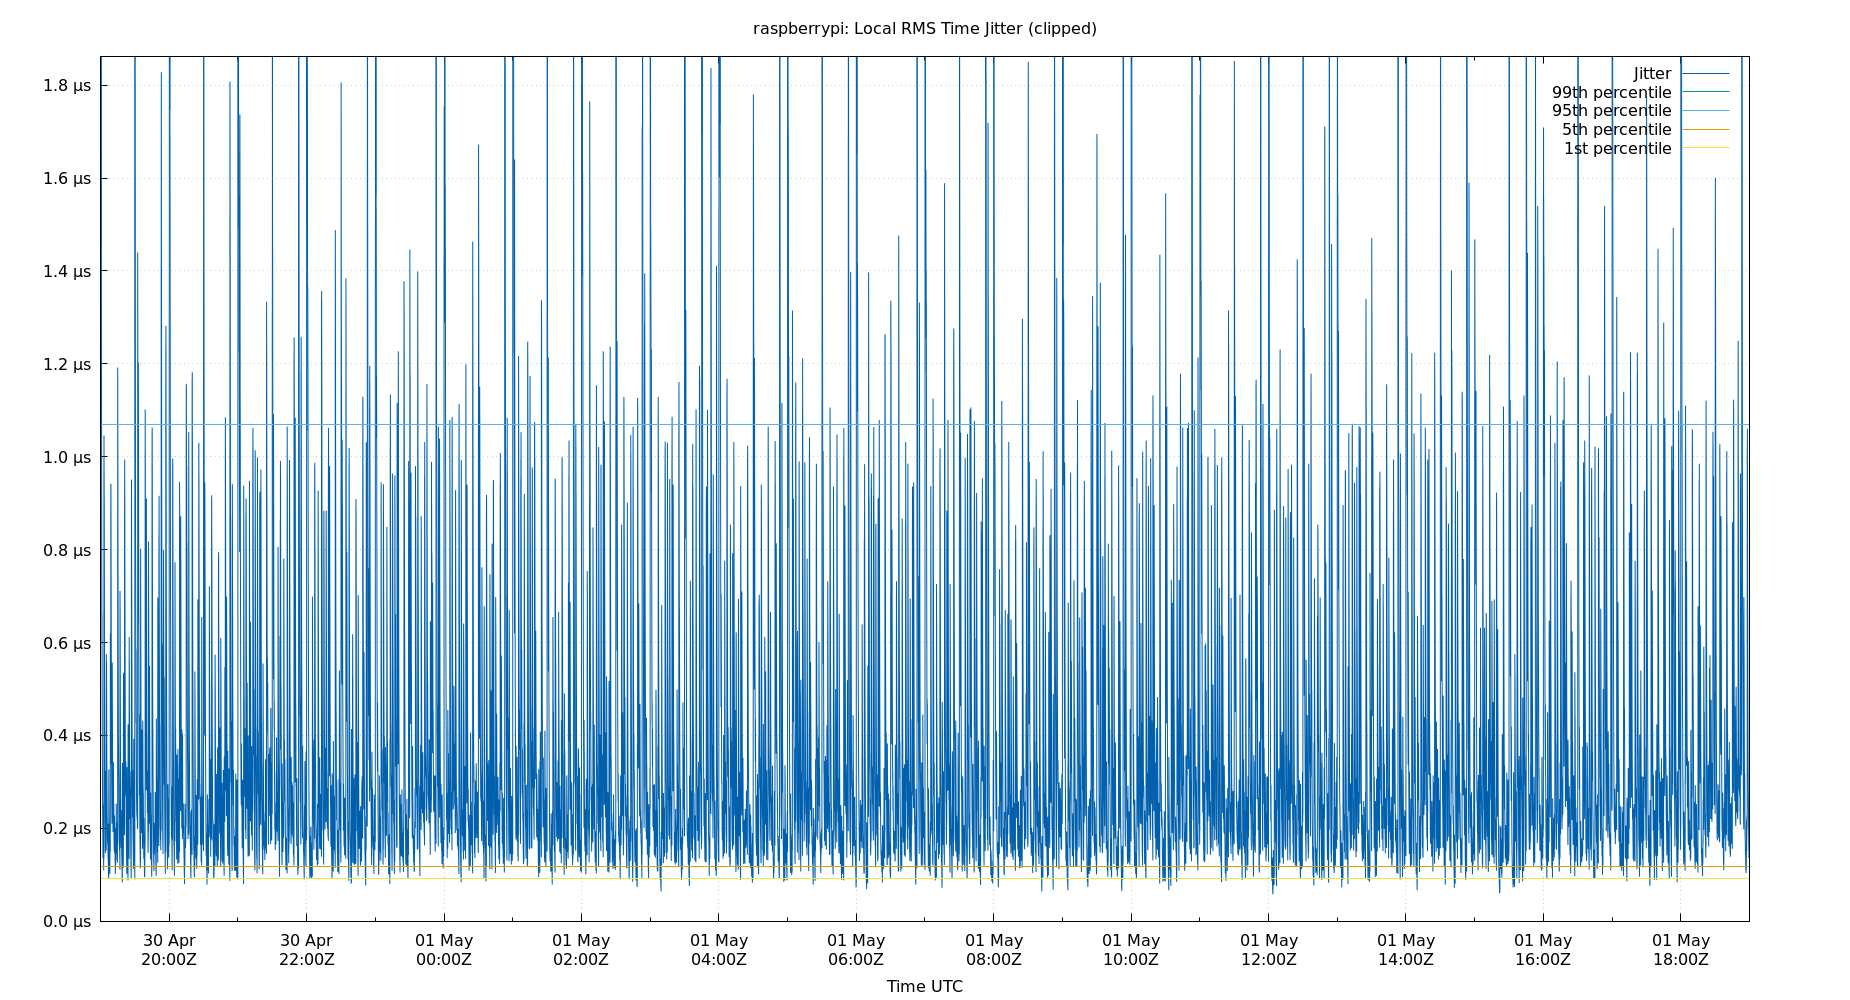 raspberrypi: Local RMS Time Jitter (clipped)
1.8 µs
1.6 µs
1.4 µs
1.2 µs
1.0 µs
0.8 µs
0.6 µs
0.4 µs
0.2 µs
0.0 µs
Jitter
99th percentile
95th percentile
5th percentile
1st percentile
30 Apr 30 Apr 01 May 01 May 01 May 01 May 01 May 01 May 01 May 01 May 01 May 01 May
20:00Z 22:00Z 00:00Z 02:00Z 04:00Z 06:00Z 08:00Z 10:00Z 12:00Z 14:00Z 16:00Z 18:00Z
Time UTC